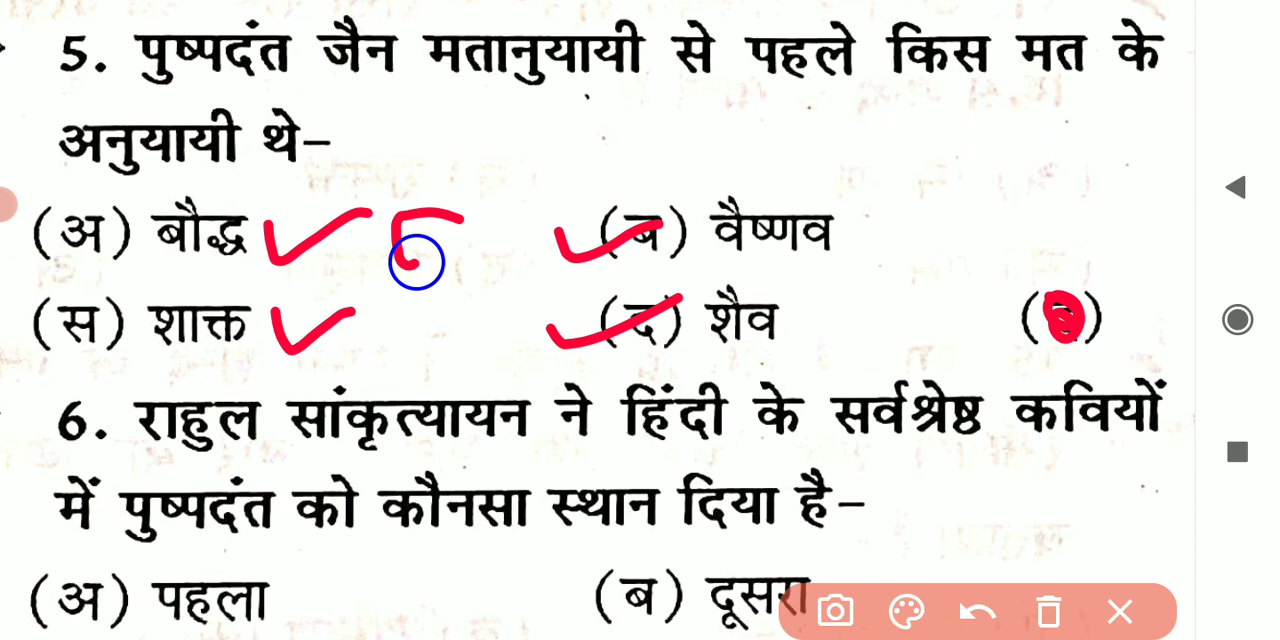 5. पुष्पदंत जैन मतानुयायी से पहले किस मत के
अनुयायी थे–
(अ) बौद्ध (ब) वैष्णव
(स) शाक्त (द) शैव ( )
6. राहुल सांकृत्यायन ने हिंदी के सर्वश्रेष्ठ कवियों
में पुष्पदंत को कौनसा स्थान दिया है–
(अ) पहला (ब) दूसरा